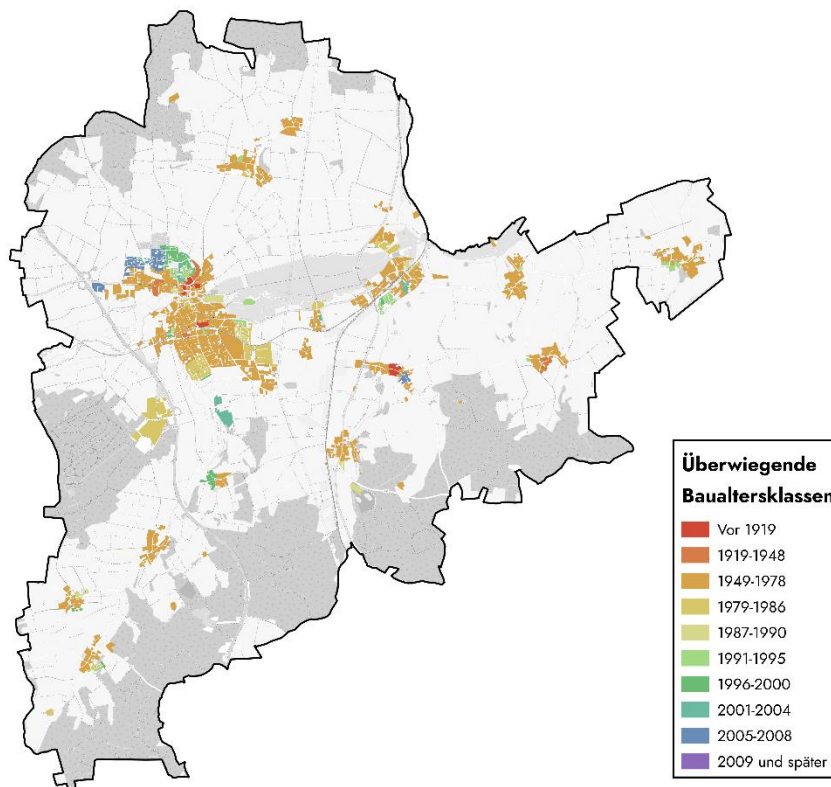 Überwiegende
Baualtersklassen
Vor 1919
1919-1948
1949-1978
1979-1986
1987-1990
1991-1995
1996-2000
2001-2004
2005-2008
2009 und später